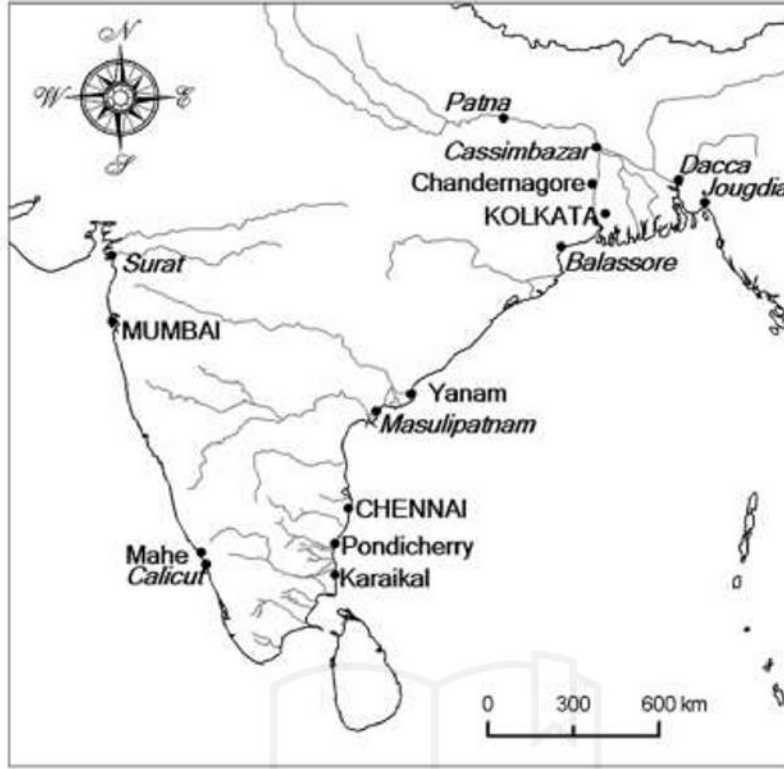 N
W
E
S
Patna
Cassimbazar
Dacca
Chandernagore
Jougdia
KOLKATA
Balassore
Surat
MUMBAI
Yanam
Masulipatnam
CHENNAI
Pondicherry
Mahe
Calicut
Karaikal
0 300 600 km